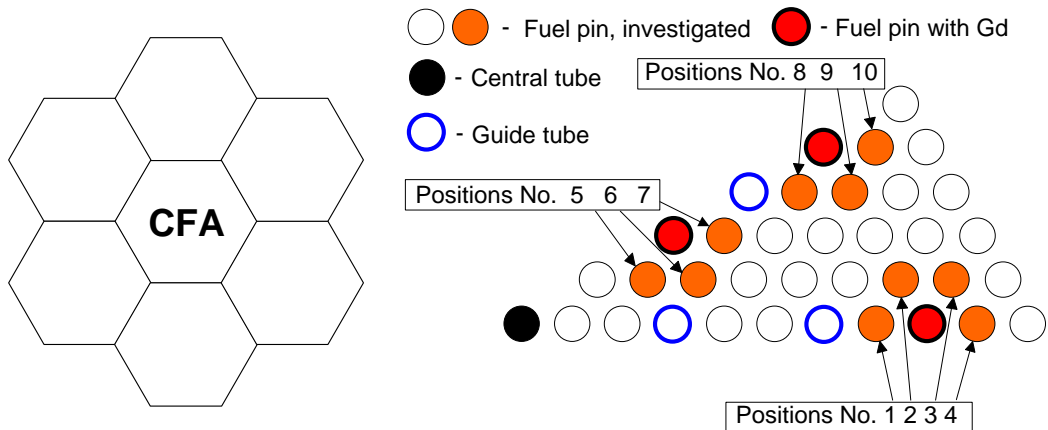 - Fuel pin, investigated
- Fuel pin with Gd
- Central tube
Positions No. 8 9 10
- Guide tube
Positions No. 5 6 7
CFA
Positions No. 1 2 3 4